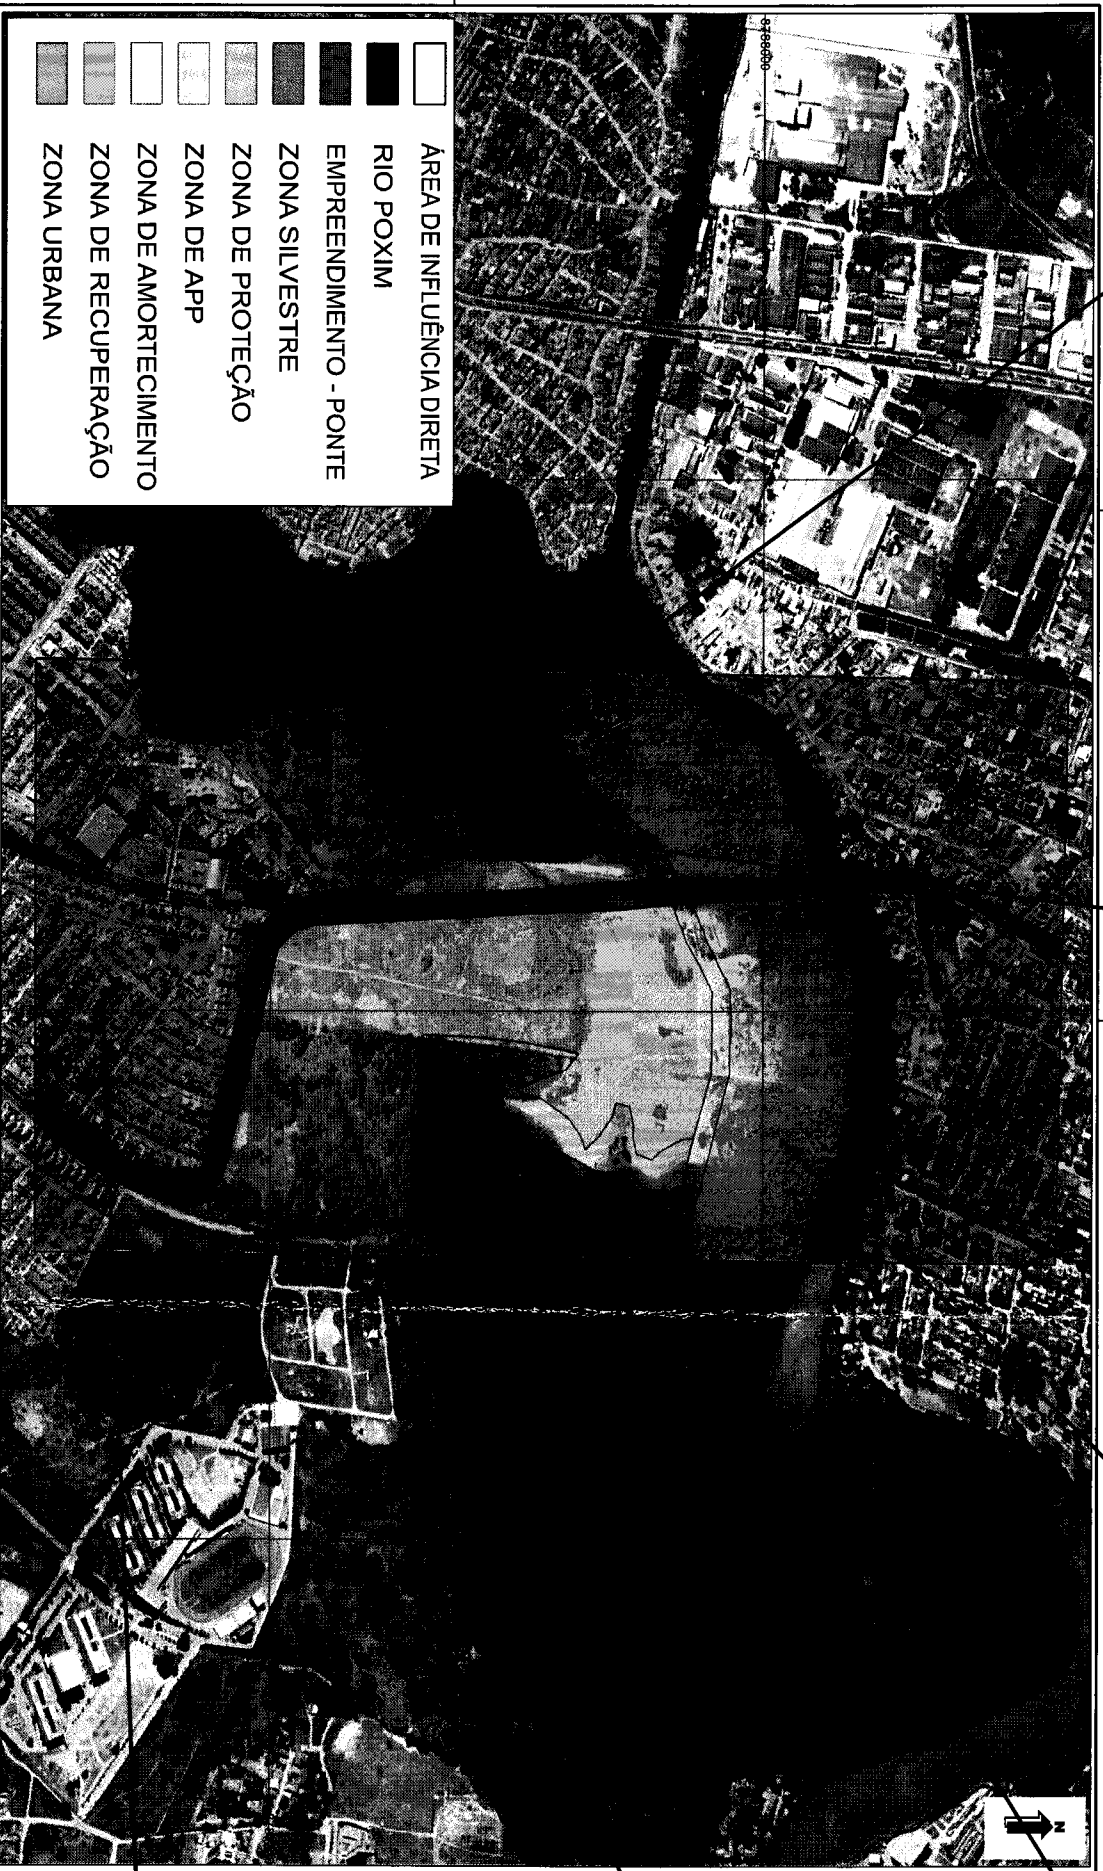 ÁREA DE INFLUÊNCIA DIRETA
RIO POXIM
EMPREENDIMENTO - PONTE
ZONA SILVESTRE
ZONA DE PROTEÇÃO
ZONA DE APP
ZONA DE AMORTECIMENTO
ZONA DE RECUPERAÇÃO
ZONA URBANA
8788000
N